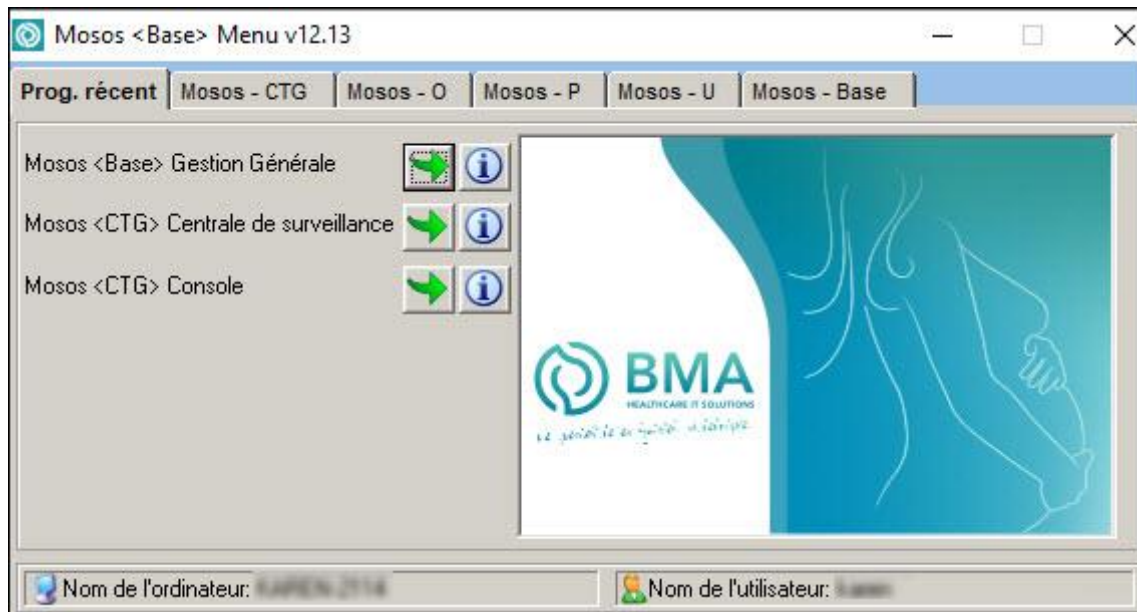 Mosos <Base> Menu v12.13
Prog. récent Mosos - CTG Mosos - O Mosos - P Mosos - U Mosos - Base
Mosos <Base> Gestion Générale
Mosos <CTG> Centrale de surveillance
Mosos <CTG> Console
BMA
HEALTHCARE IT SOLUTIONS
Nom de l'ordinateur:
Nom de l'utilisateur: